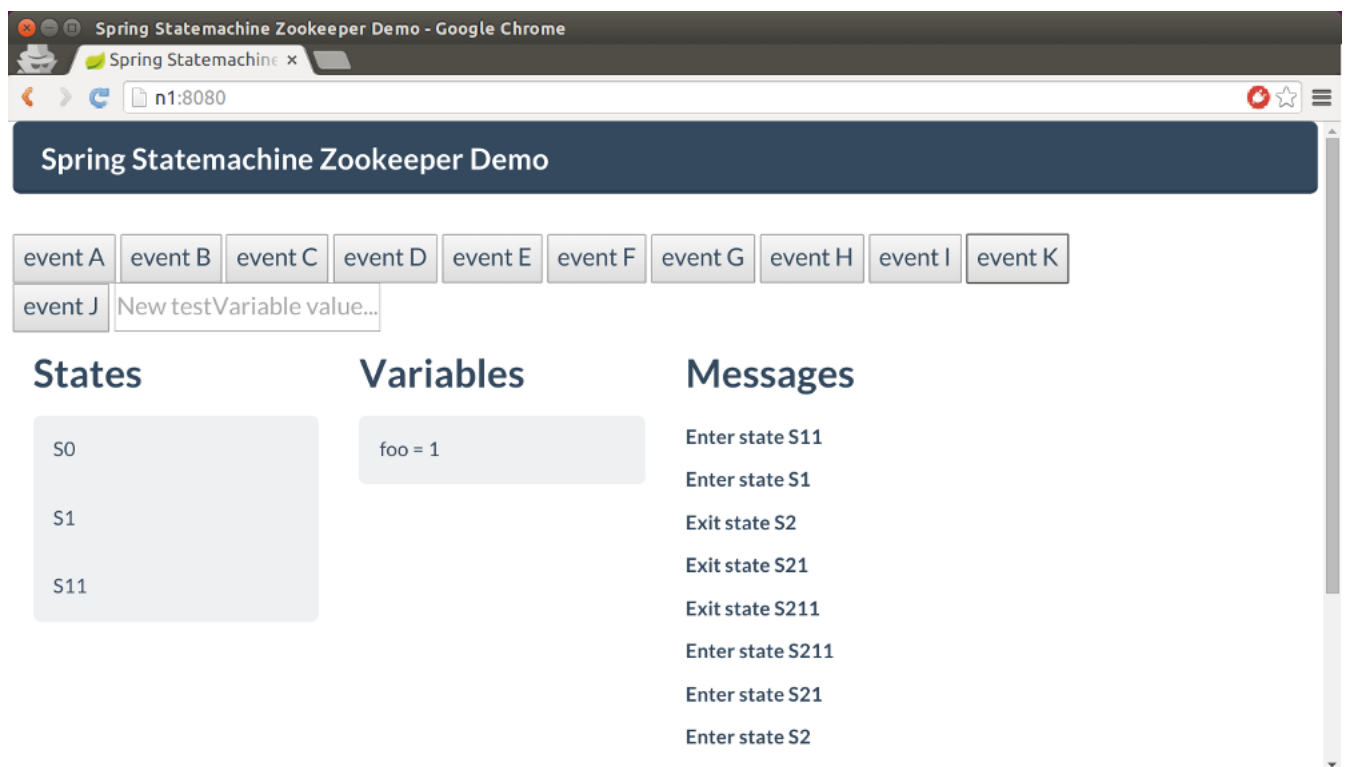 Spring Statemachine Zookeeper Demo - Google Chrome
Spring Statemachine
n1:8080
Spring Statemachine Zookeeper Demo
event A event B event C event D event E event F event G event H event I event K
event J New testVariable value...
States Variables Messages
S0
S1
S11
foo = 1
Enter state S11
Enter state S1
Exit state S2
Exit state S21
Exit state S211
Enter state S211
Enter state S21
Enter state S2